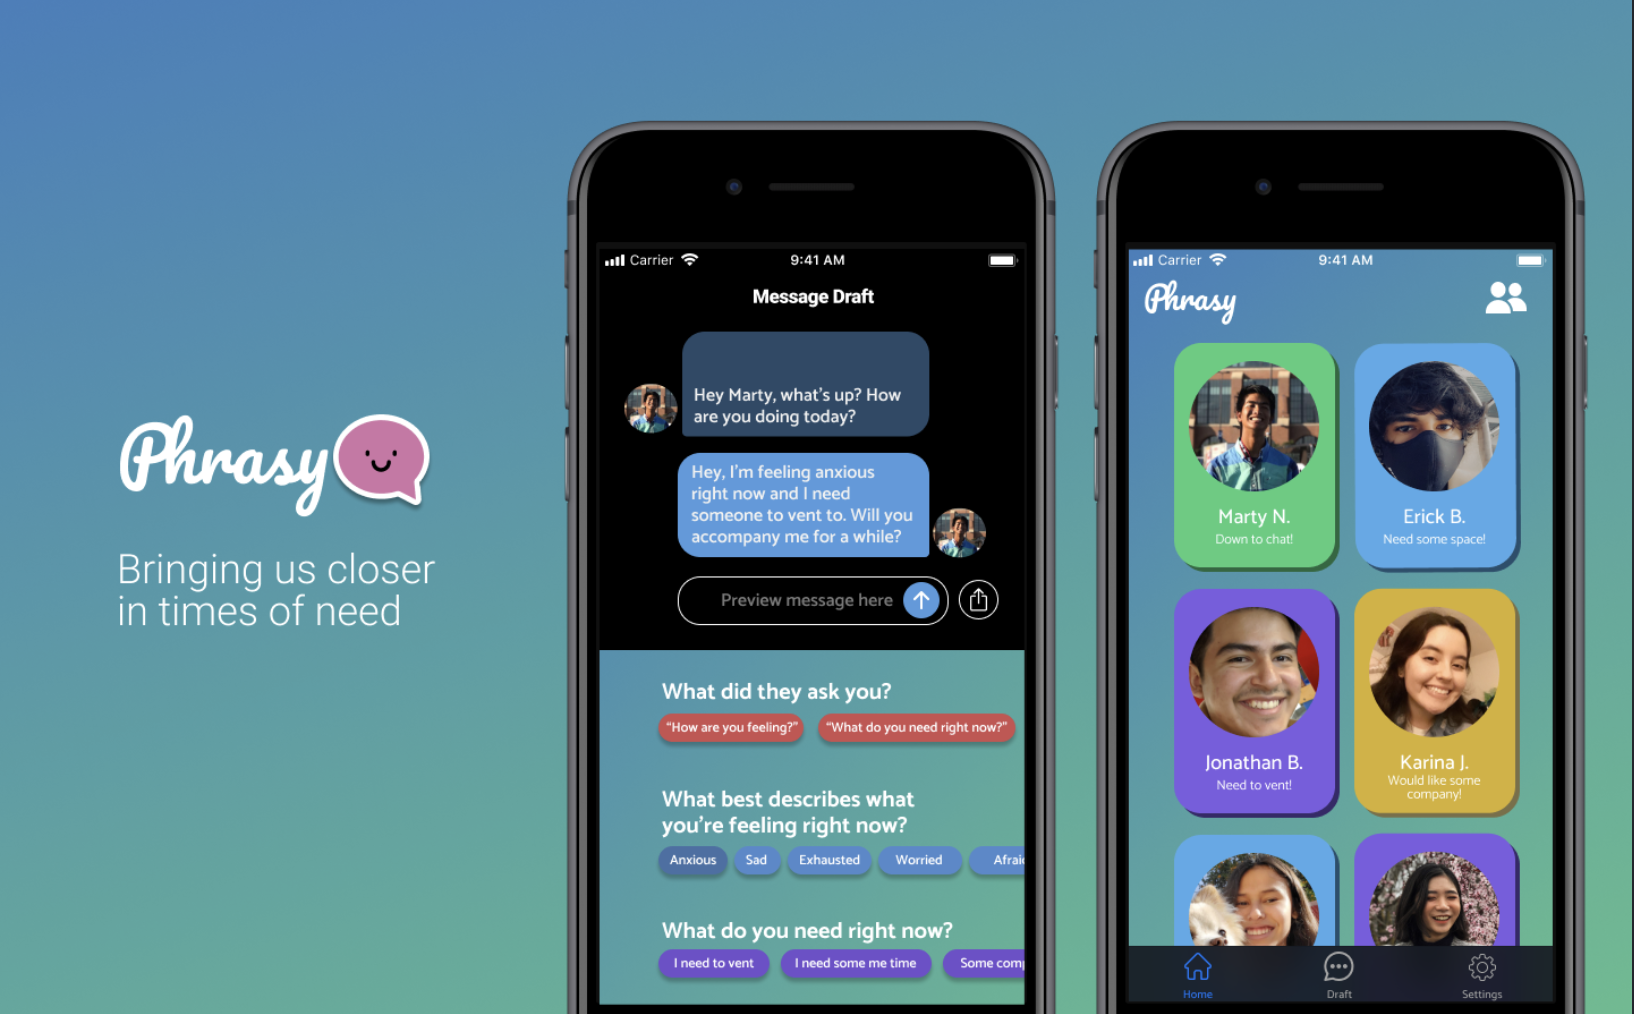 Phrasy
Bringing us closer
in times of need
Carrier
9:41 AM
Message Draft
Hey Marty, what's up? How
are you doing today?
Hey, I'm feeling anxious
right now and I need
someone to vent to. Will you
accompany me for a while?
Preview message here
What did they ask you?
"How are you feeling?"
"What do you need right now?"
What best describes what
you're feeling right now?
Anxious
Sad
Exhausted
Worried
What do you need right now?
I need to vent
I need some me time
Some
Carrier
9:41 AM
Phrasy
Marty N.
Down to chat!
Erick B.
Need some space!
Jonathan B.
Need to vent!
Karina J.
Would like some
company!
Home
Draft
Settings